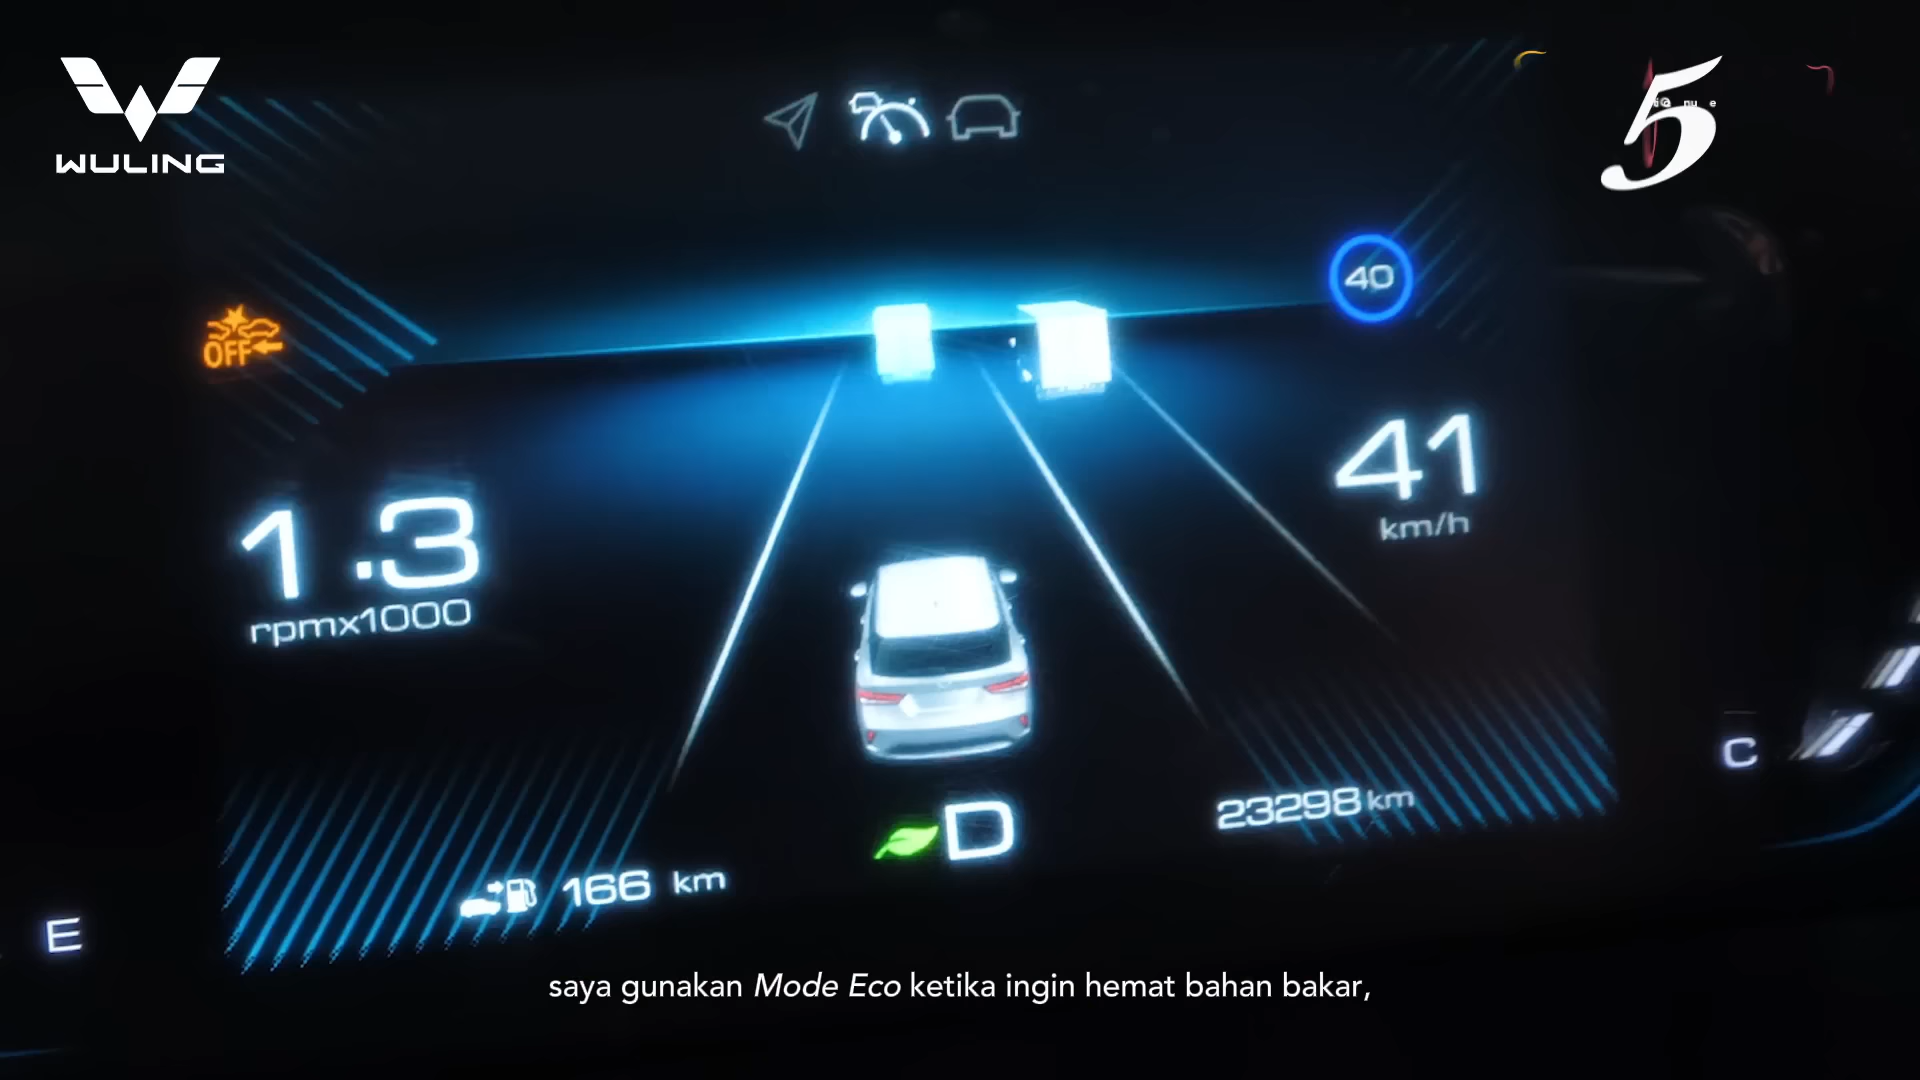 WULING
5
40
OFF
41
km/h
1.3
rpmx1000
C
D
23298 km
166 km
E
saya gunakan Mode Eco ketika ingin hemat bahan bakar,